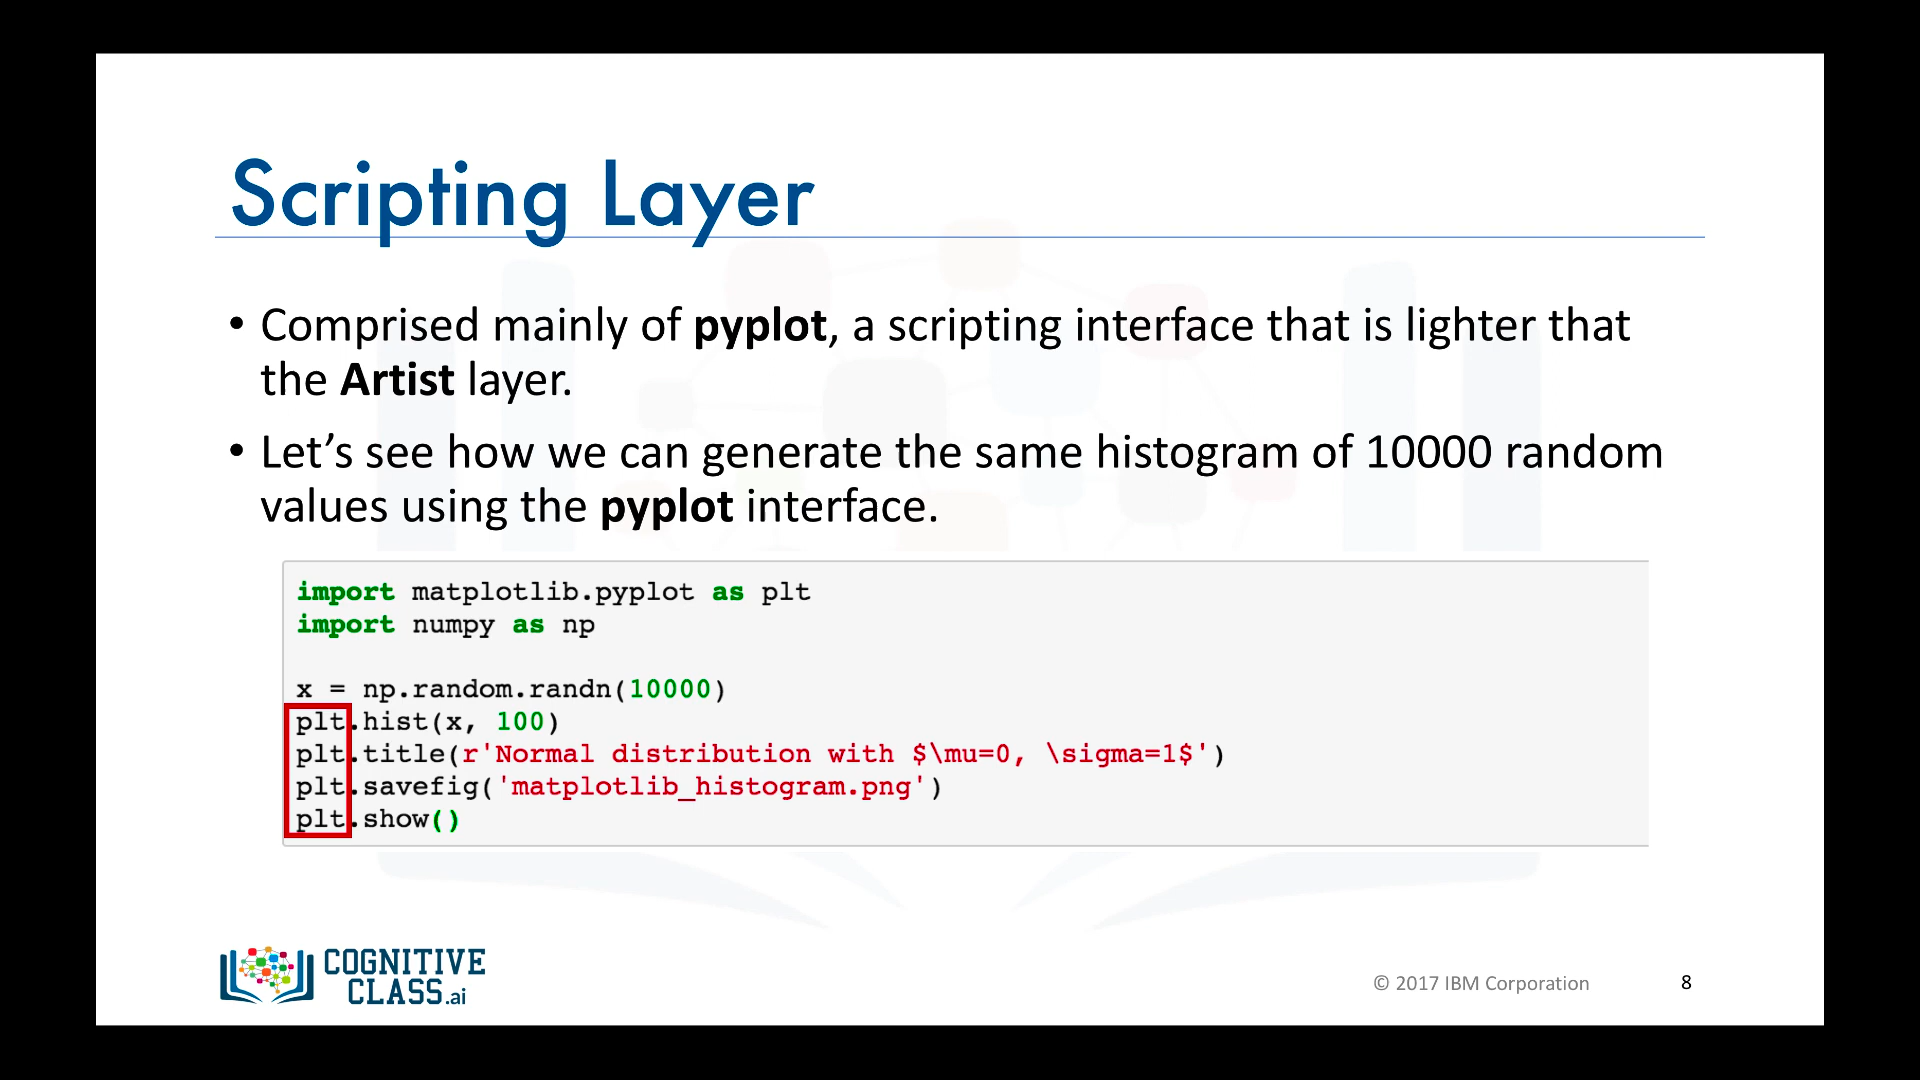 Scripting Layer
• Comprised mainly of pyplot, a scripting interface that is lighter that
the Artist layer.
• Let’s see how we can generate the same histogram of 10000 random
values using the pyplot interface.
import matplotlib.pyplot as plt
import numpy as np
x = np.random.randn(10000)
plt.hist(x, 100)
plt.title(r'Normal distribution with $\mu=0, \sigma=1$')
plt.savefig('matplotlib_histogram.png')
plt.show()
COGNITIVE
CLASS.ai
© 2017 IBM Corporation 8